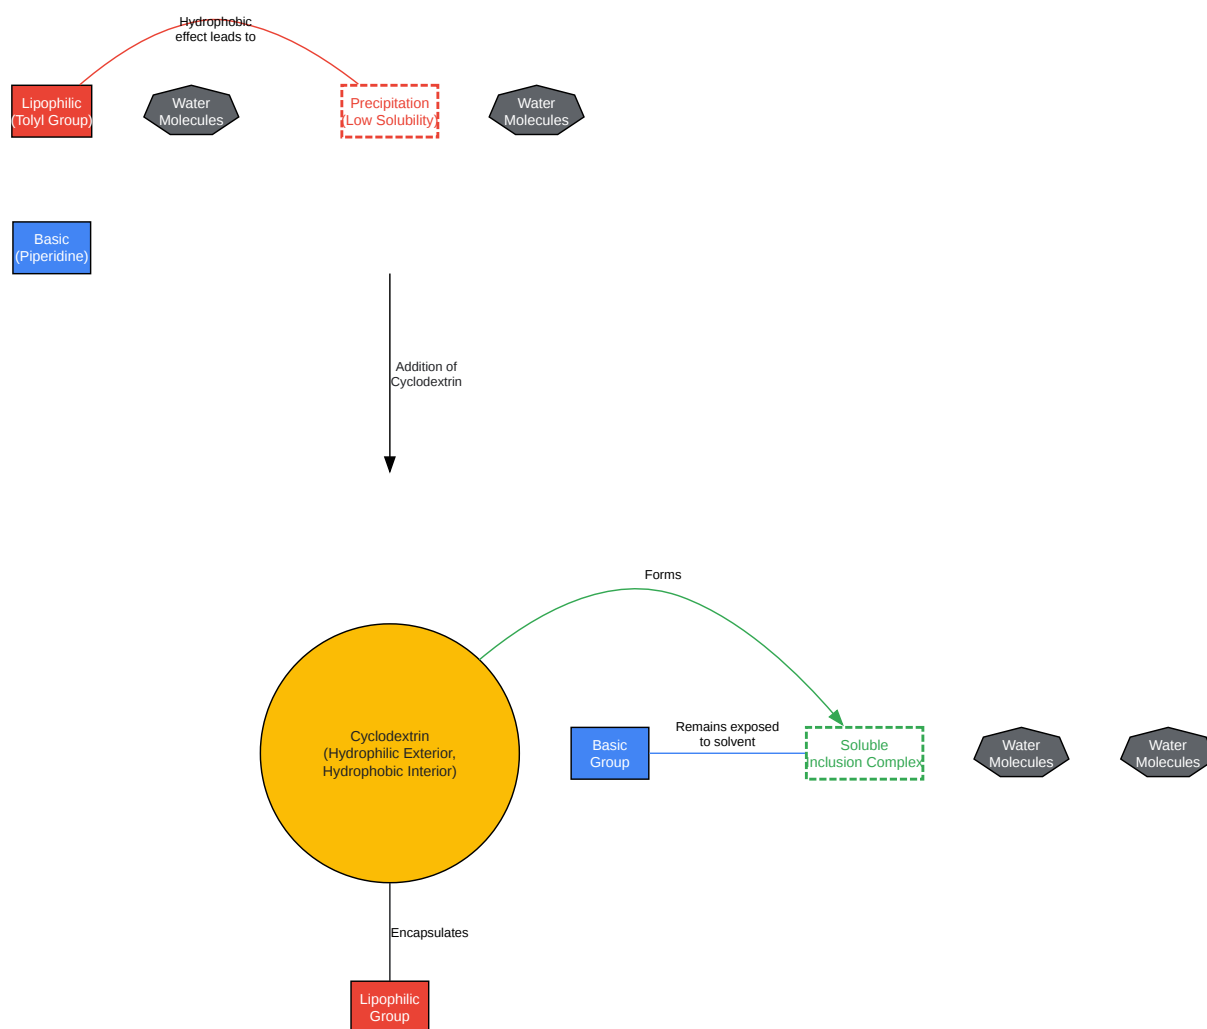 Hydrophobic
effect leads to
Lipophilic
(Tolyl Group)
Water
Molecules
Precipitation
(Low Solubility)
Water
Molecules
Basic
(Piperidine)
Addition of
Cyclodextrin
Forms
Cyclodextrin
(Hydrophilic Exterior,
Hydrophobic Interior)
Basic
Group
Remains exposed
to solvent
Soluble
Inclusion Complex
Water
Molecules
Water
Molecules
Encapsulates
Lipophilic
Group